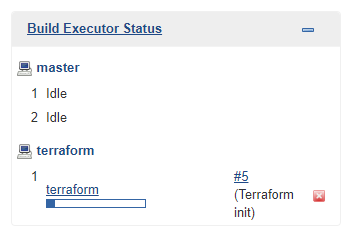 Build Executor Status
master
1 Idle
2 Idle
terraform
1 terraform #5
(Terraform
init)